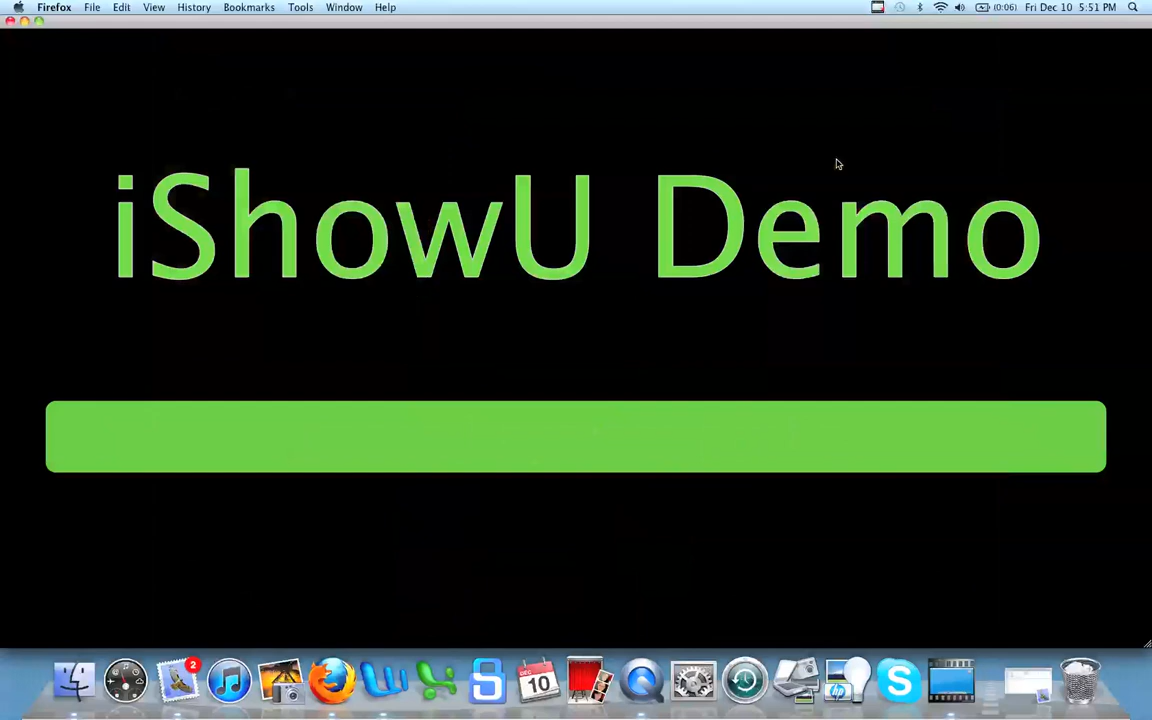 Firefox File Edit View History Bookmarks Tools Window Help (0:06) Fri Dec 10 5:51 PM
iShowU Demo
2
10